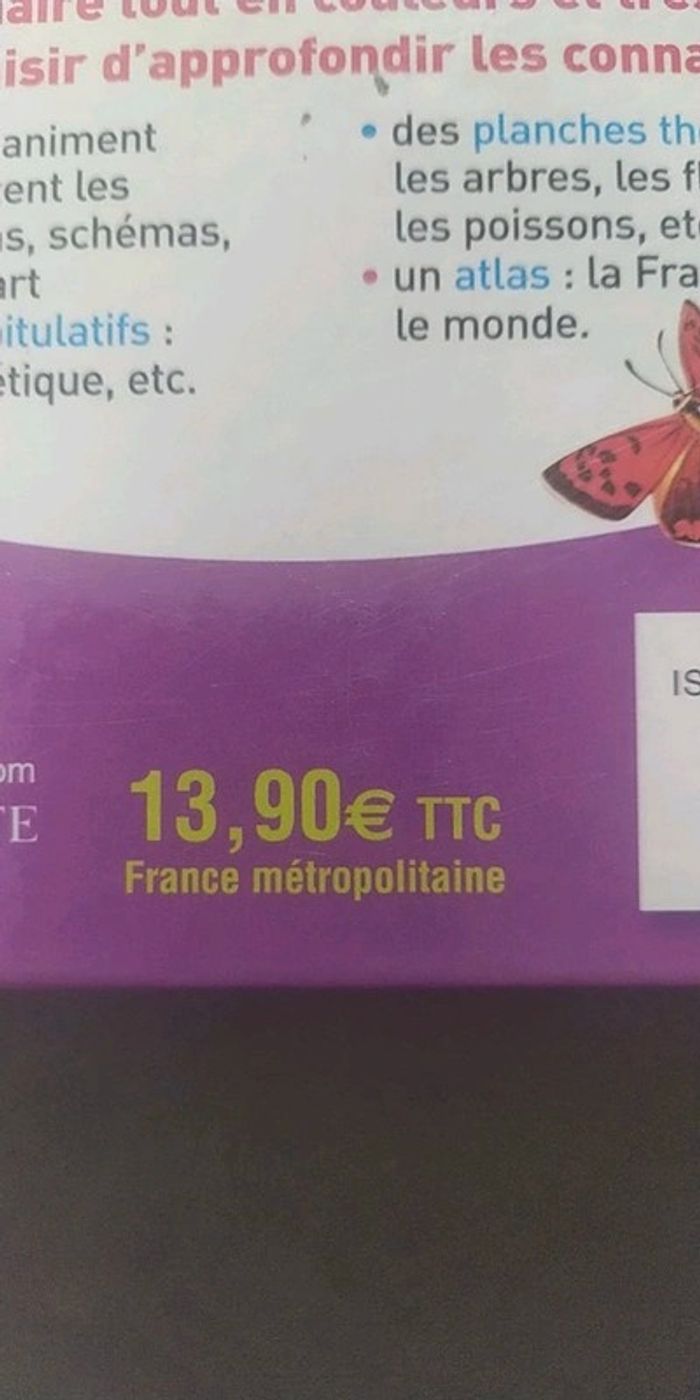 isir d'approfondir les conna
animent
ent les
s, schémas,
art
itulatifs :
étique, etc.
• des planches th
les arbres, les f
les poissons, et
• un atlas : la Fra
le monde.
om
TE
13,90€ TTC
France métropolitaine
IS